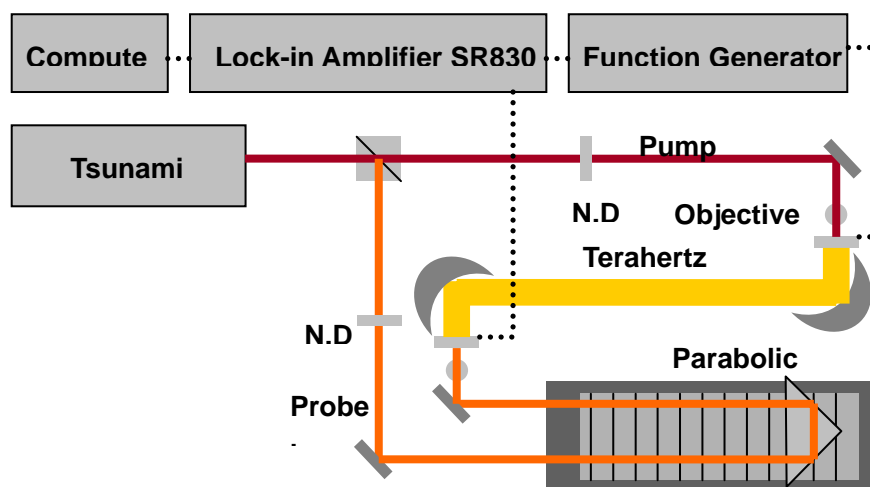 Compute
Lock-in Amplifier SR830
Function Generator
Tsunami
Pump
N.D
Objective
Terahertz
N.D
Parabolic
Probe